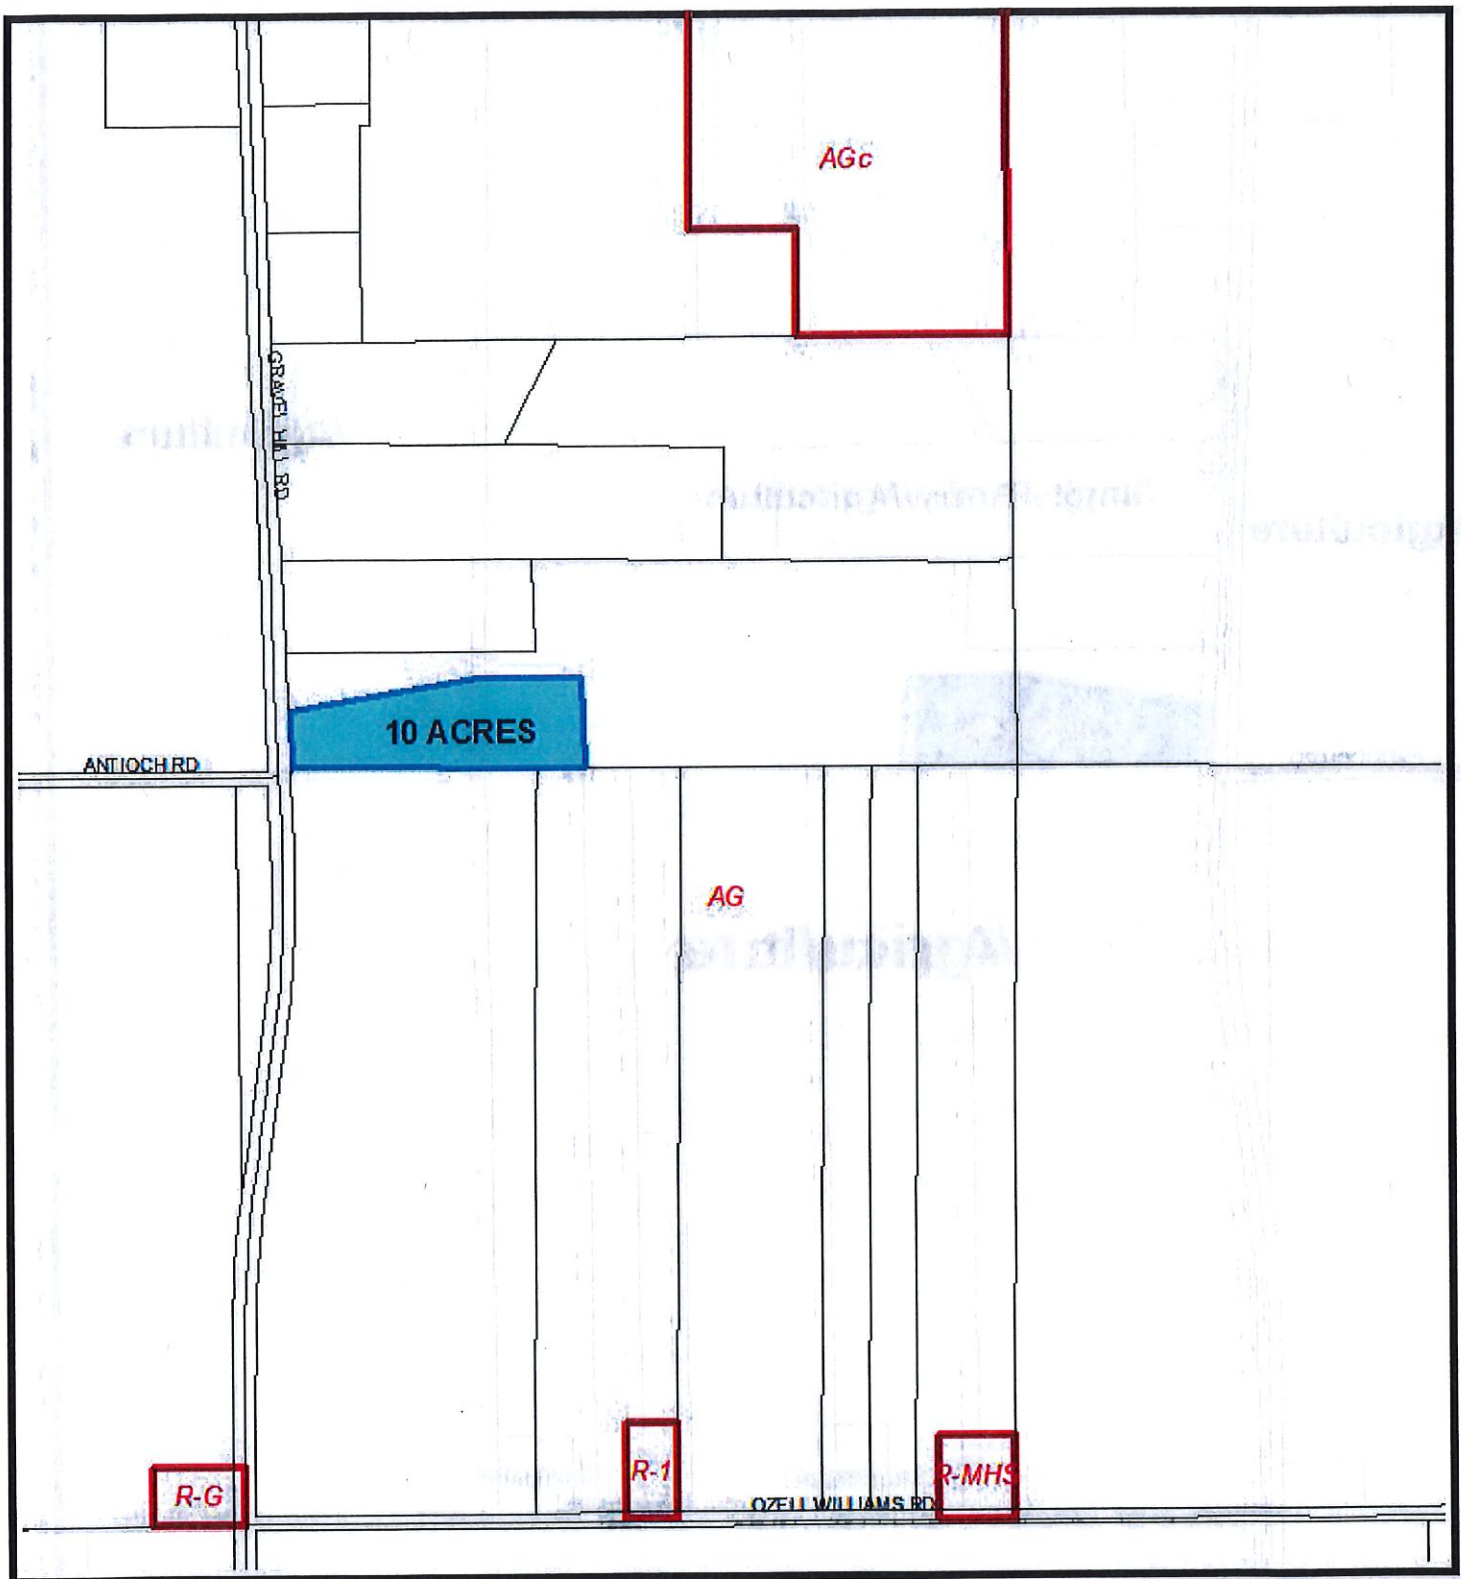 AGc
GRAVEL HILL RD
10 ACRES
ANTIOCH RD
AG
R-G
R-1
R-MHS
OZELL WILLIAMS RD